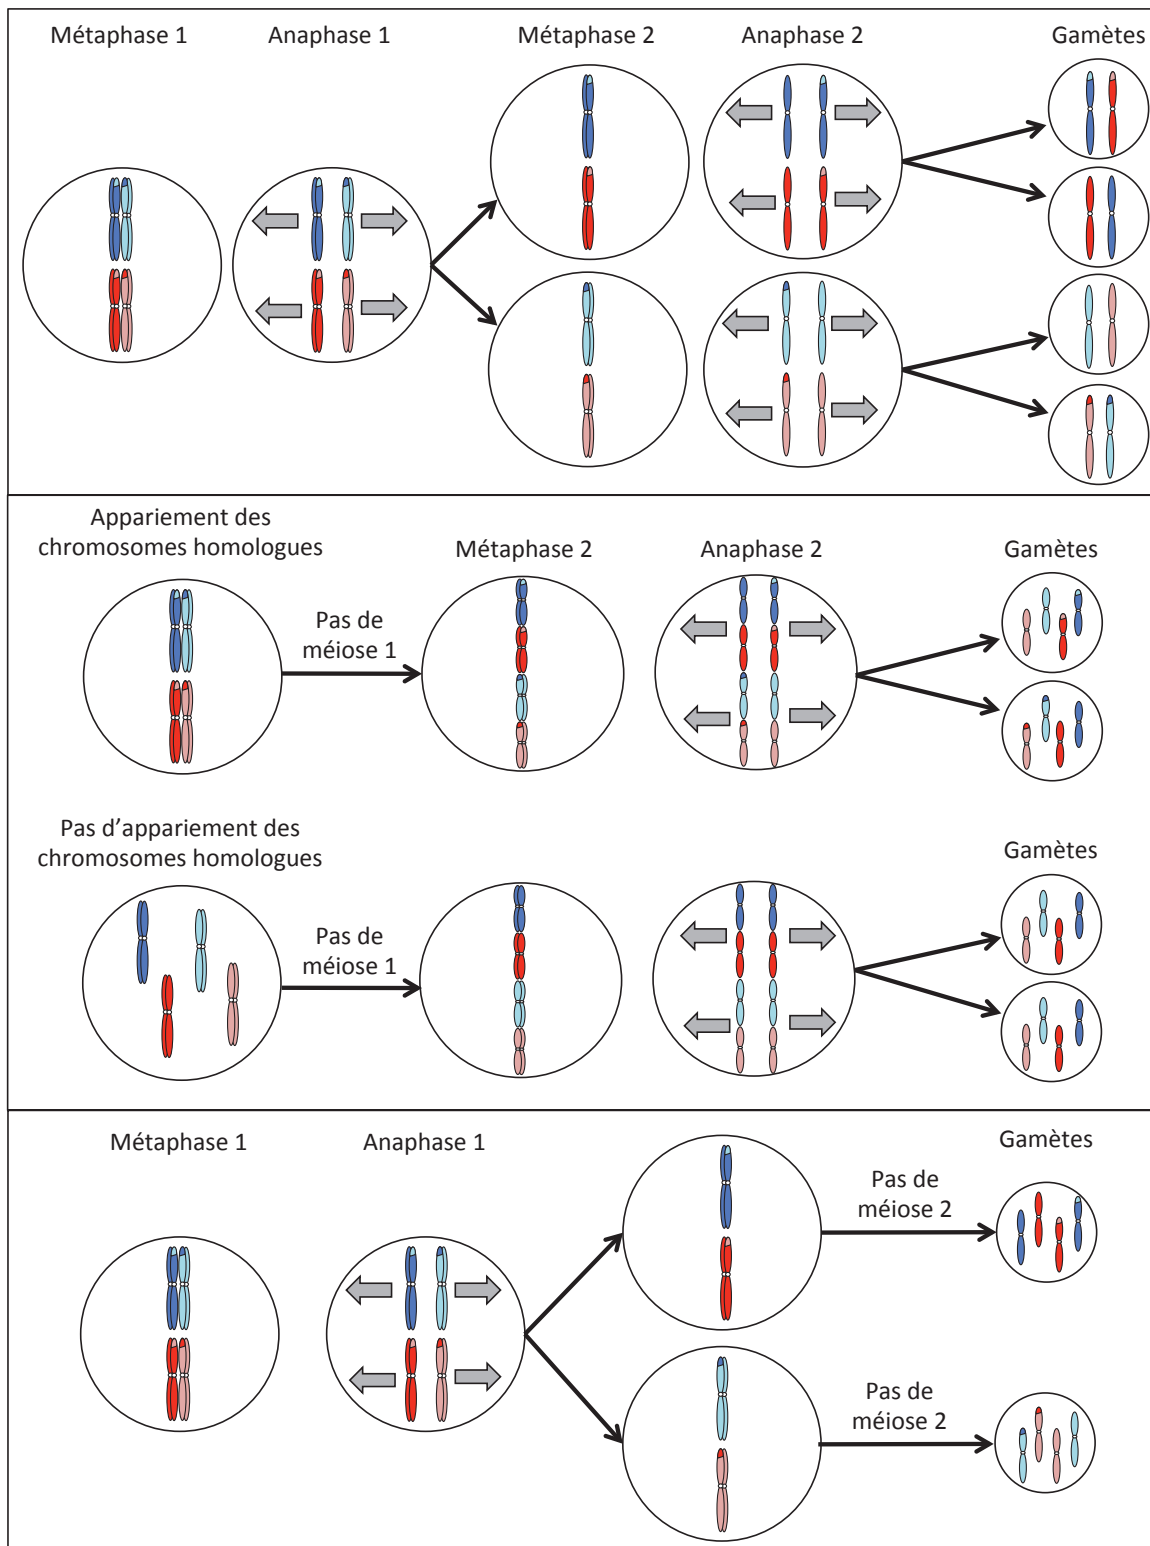 Métaphase 1
Anaphase 1
Métaphase 2
Anaphase 2
Gamètes
Appariement des
chromosomes homologues
Métaphase 2
Anaphase 2
Gamètes
Pas de
méiose 1
Pas d'appariement des
chromosomes homologues
Gamètes
Pas de
méiose 1
Métaphase 1
Anaphase 1
Gamètes
Pas de
méiose 2
Pas de
méiose 2